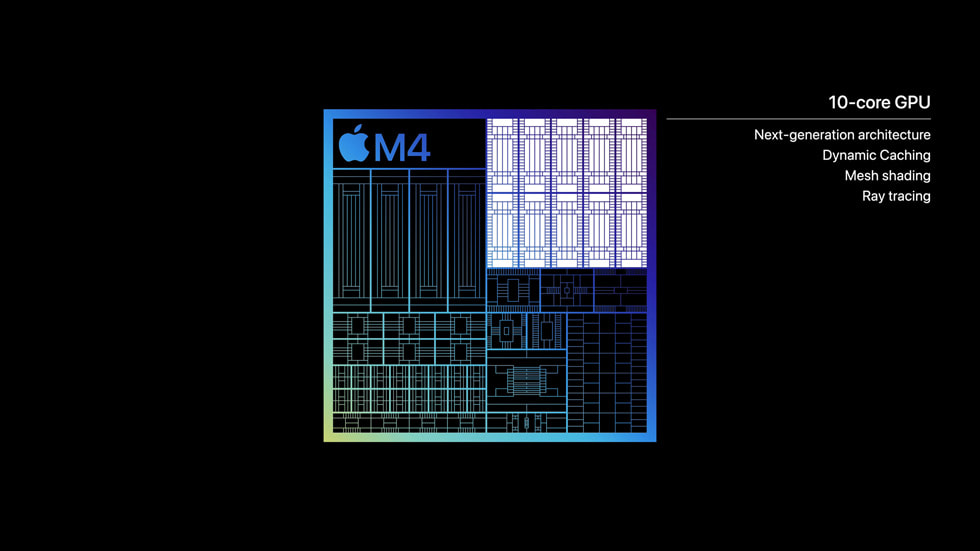 M4
10-core GPU
Next-generation architecture
Dynamic Caching
Mesh shading
Ray tracing